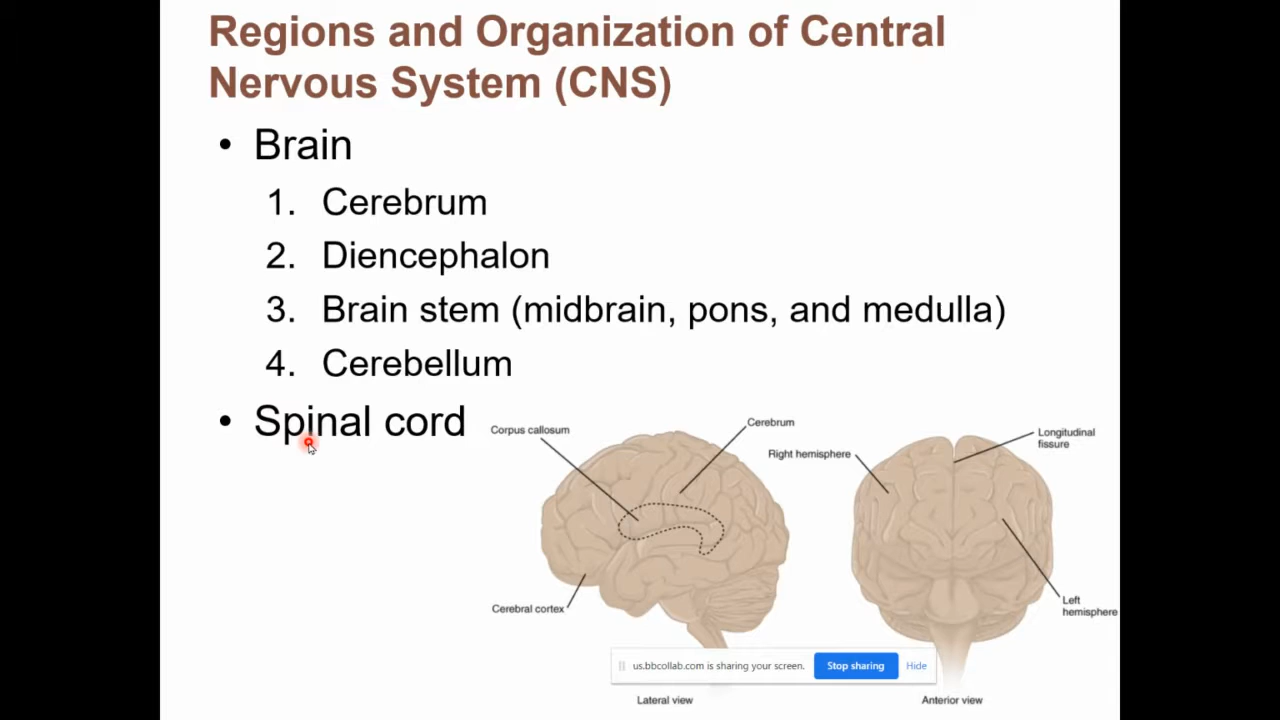 Regions and Organization of Central
Nervous System (CNS)
• Brain
1. Cerebrum
2. Diencephalon
3. Brain stem (midbrain, pons, and medulla)
4. Cerebellum
• Spinal cord
Corpus callosum
Cerebrum
Right hemisphere
Longitudinal
fissure
Cerebral cortex
Left
hemisphere
us.bbcollab.com is sharing your screen.
Stop sharing
Hide
Lateral view
Anterior view